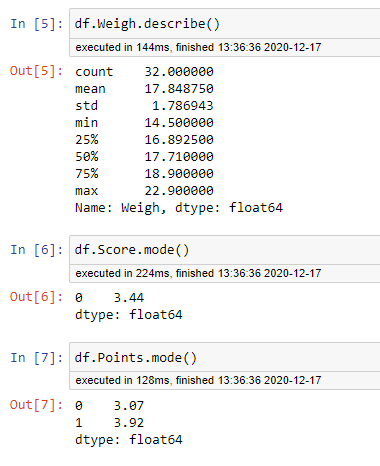 In [5]: df.Weigh.describe()
executed in 144ms, finished 13:36:36 2020-12-17
Out[5]: count    32.000000
mean     17.848750
std       1.786943
min      14.500000
25%      16.892500
50%      17.710000
75%      18.900000
max      22.900000
Name: Weigh, dtype: float64
In [6]: df.Score.mode()
executed in 224ms, finished 13:36:36 2020-12-17
Out[6]: 0    3.44
dtype: float64
In [7]: df.Points.mode()
executed in 128ms, finished 13:36:36 2020-12-17
Out[7]: 0    3.07
1    3.92
dtype: float64